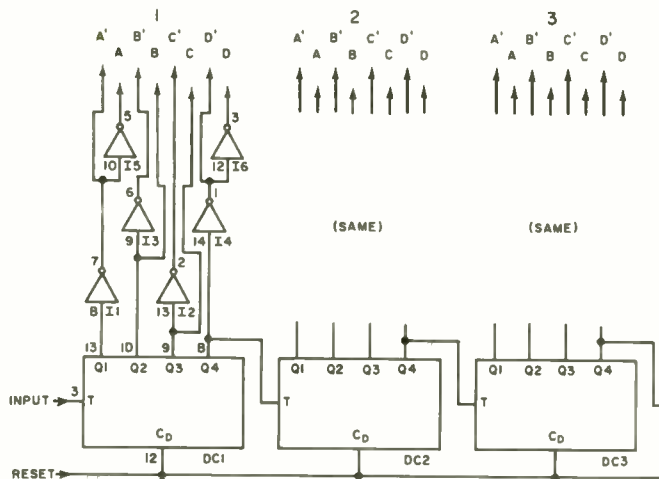 1 2 3
A' B' C' D' A' B' C' D' A' B' C' D'
A B C D A B C D A B C D
5 3
10 I5 12 I6
6 1
9 I3 14 I4
(SAME) (SAME)
7 2
8 I1 13 I2
13 10 9 8
Q1 Q2 Q3 Q4 Q1 Q2 Q3 Q4 Q1 Q2 Q3 Q4
INPUT 3 T T T
CD CD CD
12 DC1 DC2 DC3
RESET